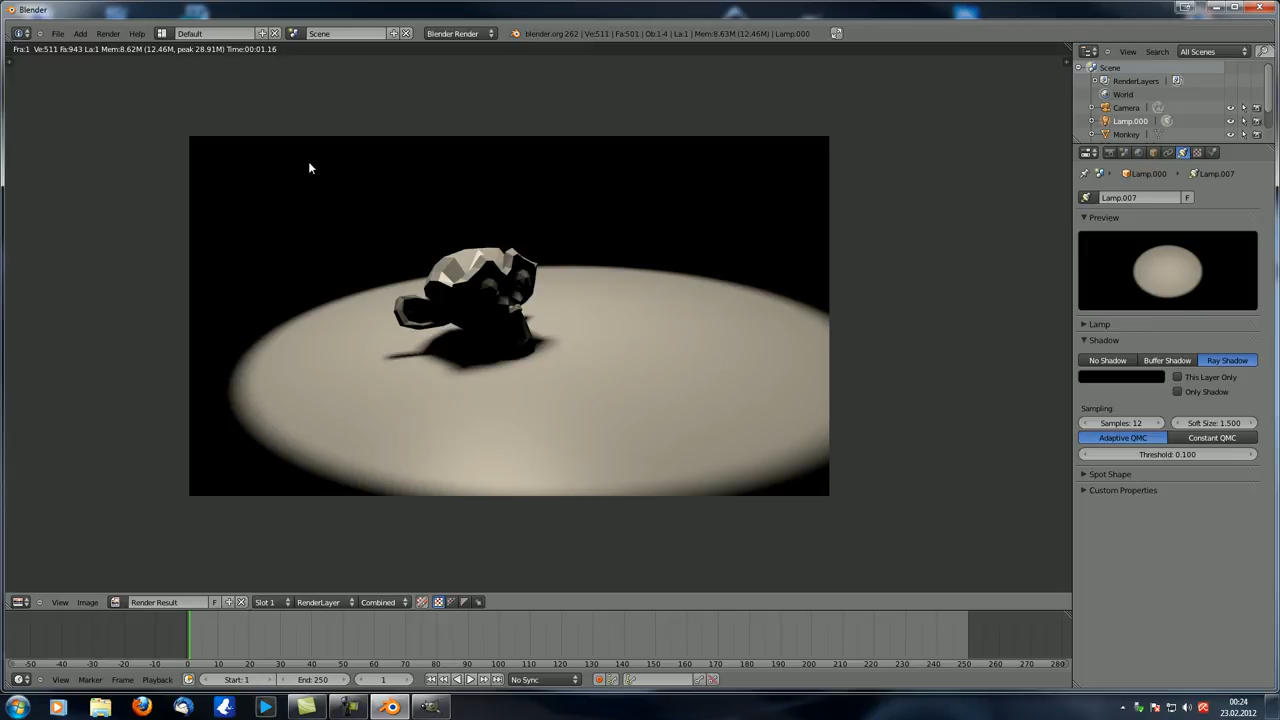 Blender
File Add Render Help Default Scene Blender Render blender.org 262 | Ve:511 | Fa:501 | Ob:1-4 | La:1 | Mem:8.63M (12.46M) | Lamp.000
Fra:1 Ve:511 Fa:943 La:1 Mem:8.62M (12.46M, peak 28.91M) Time:00:01.16
View Search All Scenes
Scene
RenderLayers
World
Camera
Lamp.000
Monkey
Lamp.000 Lamp.007
Lamp.007 F
Preview
Lamp
Shadow
No Shadow Buffer Shadow Ray Shadow
This Layer Only
Only Shadow
Sampling:
Samples: 12 Soft Size: 1.500
Adaptive QMC Constant QMC
Threshold: 0.100
Spot Shape
Custom Properties
View Image Render Result F Slot 1 RenderLayer Combined
-50 -40 -30 -20 -10 0 10 20 30 40 50 60 70 80 90 100 110 120 130 140 150 160 170 180 190 200 210 220 230 240 250 260 270 280
View Marker Frame Playback Start: 1 End: 250 1 No Sync
00:24
23.02.2012